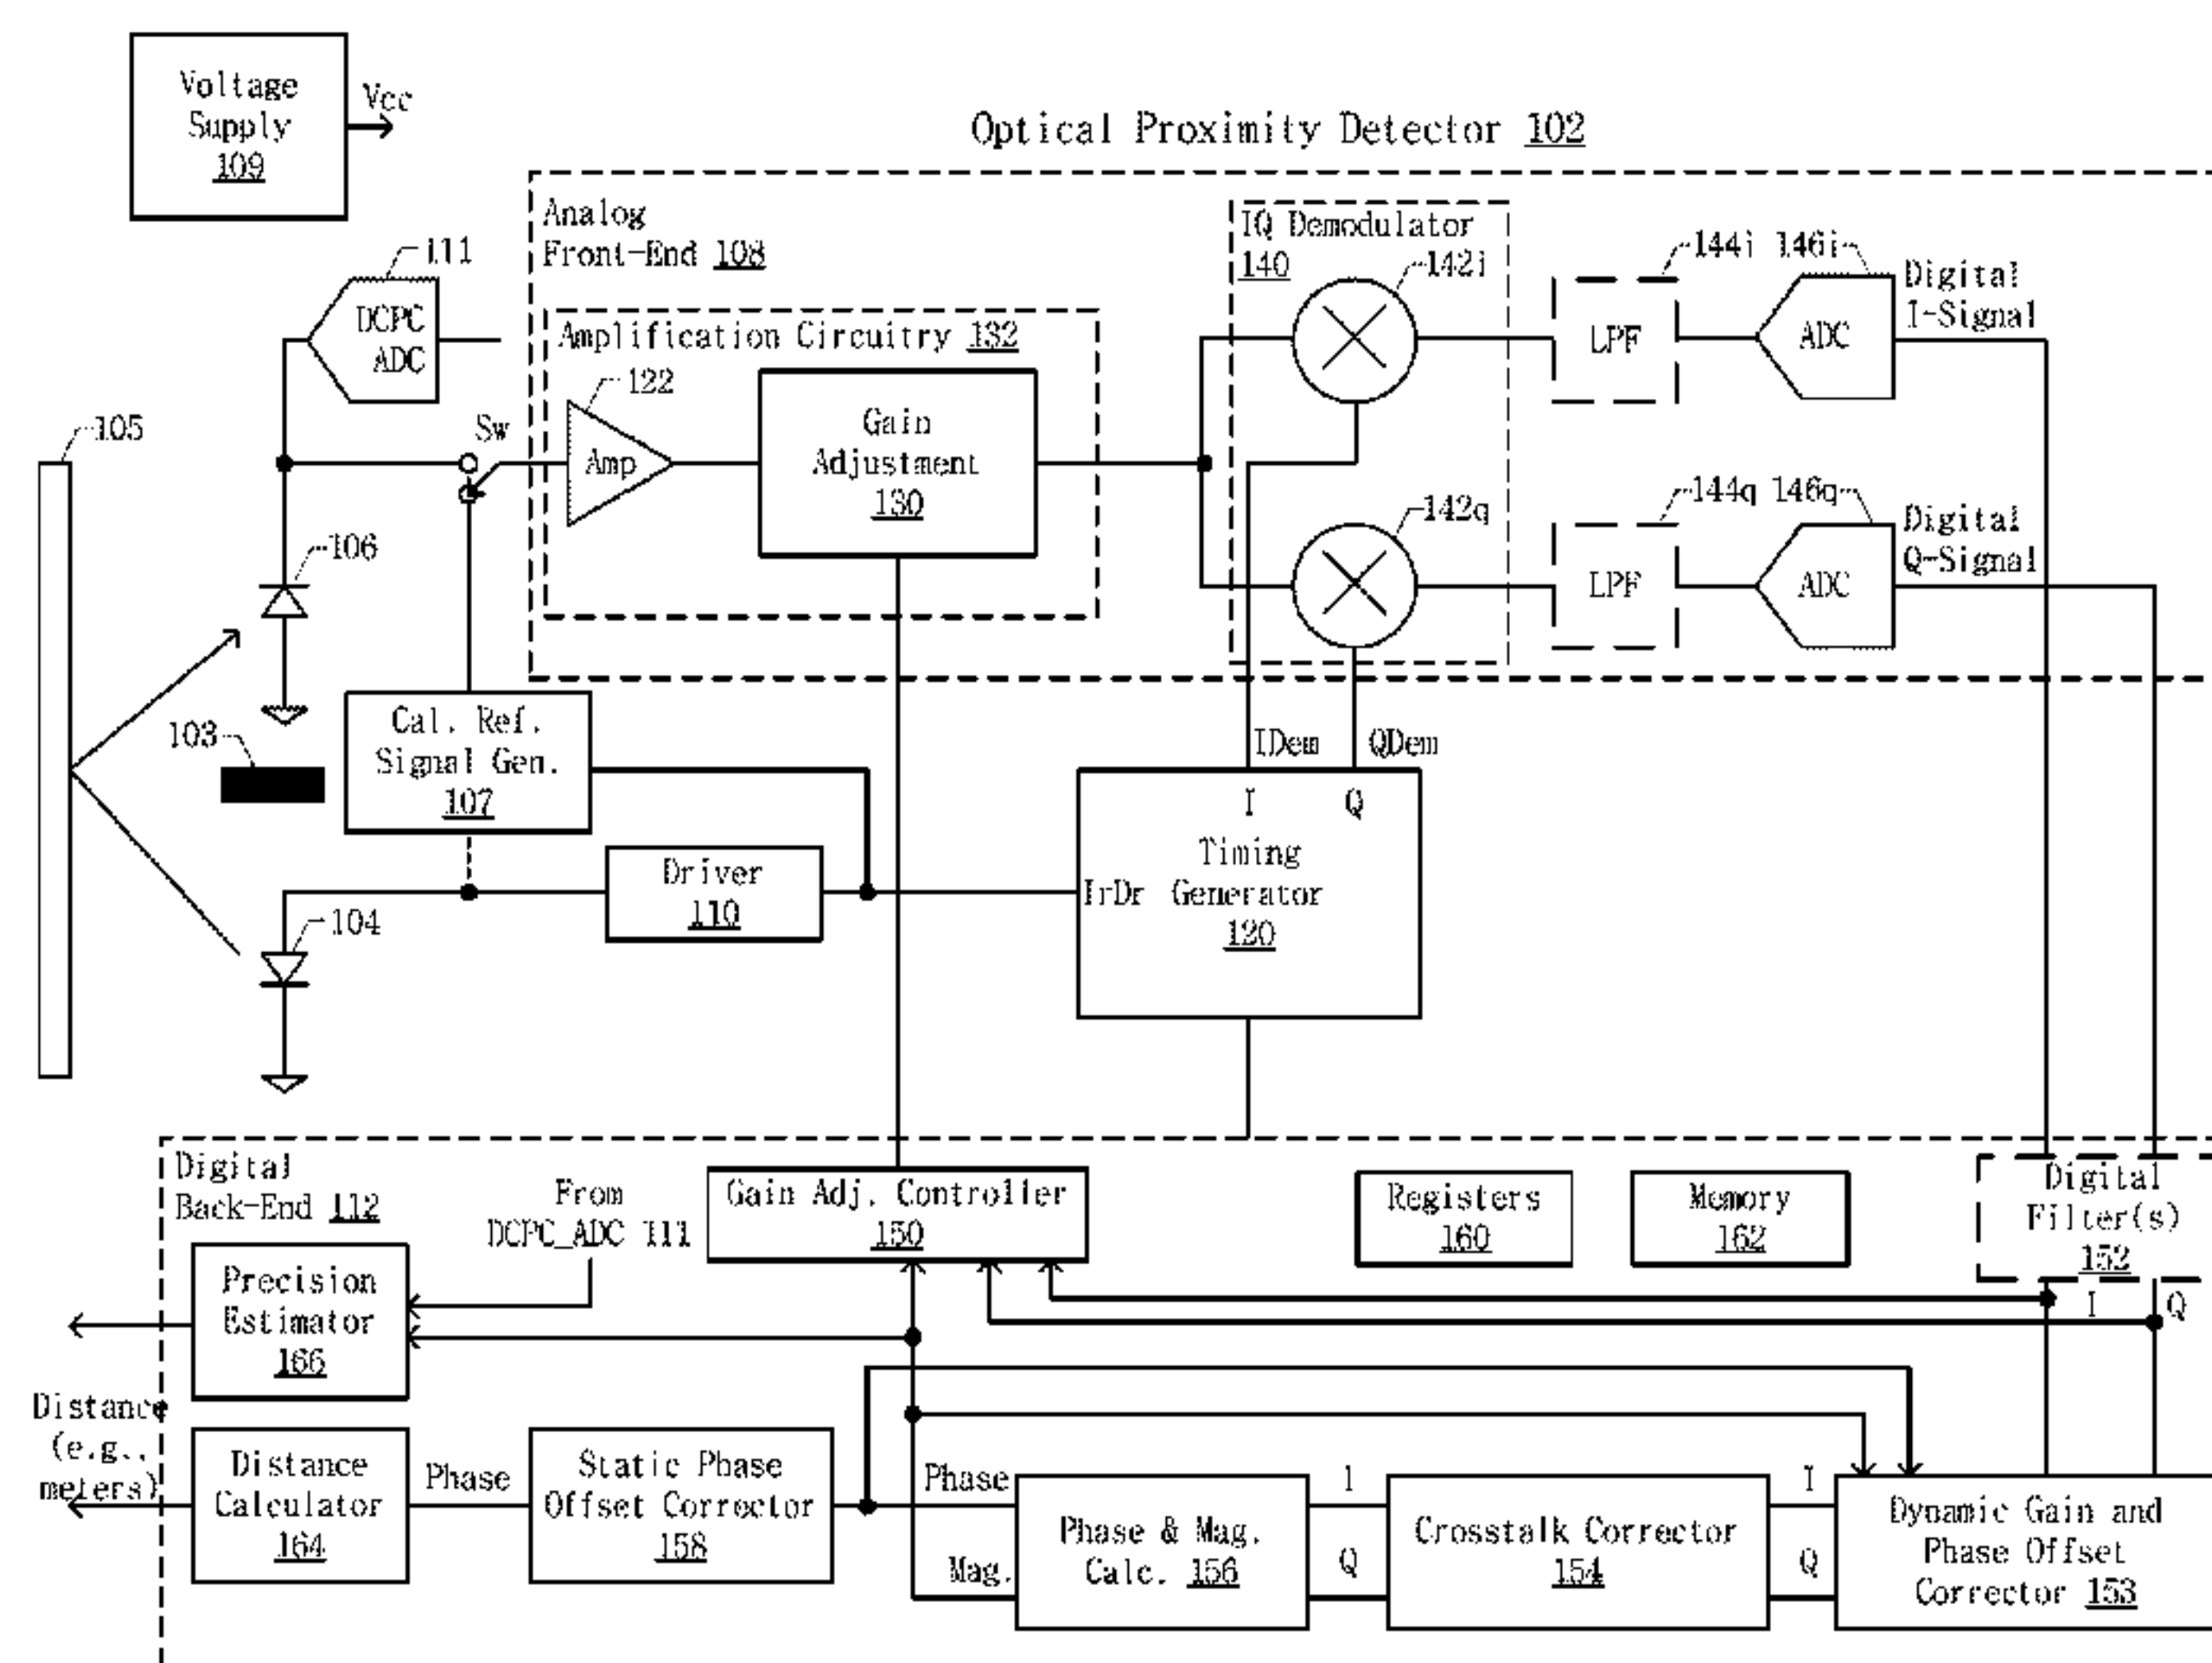 Voltage
Supply
109
Vcc
Optical Proximity Detector 102
Analog
Front-End 108
IQ Demodulator
140
142i
144i
146i
Digital
I-Signal
111
DCPC
ADC
Amplification Circuitry 132
LPF
ADC
122
105
Sw
Amp
Gain
Adjustment
130
142q
144q
146q
Digital
Q-Signal
106
LPF
ADC
103
Cal. Ref.
Signal Gen.
107
IDem
QDem
I
Q
Timing
IrDr Generator
120
Driver
110
104
Digital
Back-End 112
From
DCPC_ADC 111
Gain Adj. Controller
150
Registers
160
Memory
162
Digital
Filter(s)
152
Precision
Estimator
166
I
Q
Distance
(e.g.,
meters)
Distance
Calculator
164
Phase
Static Phase
Offset Corrector
158
Phase
Mag.
Phase & Mag.
Calc. 156
I
Q
Crosstalk Corrector
154
I
Q
Dynamic Gain and
Phase Offset
Corrector 153